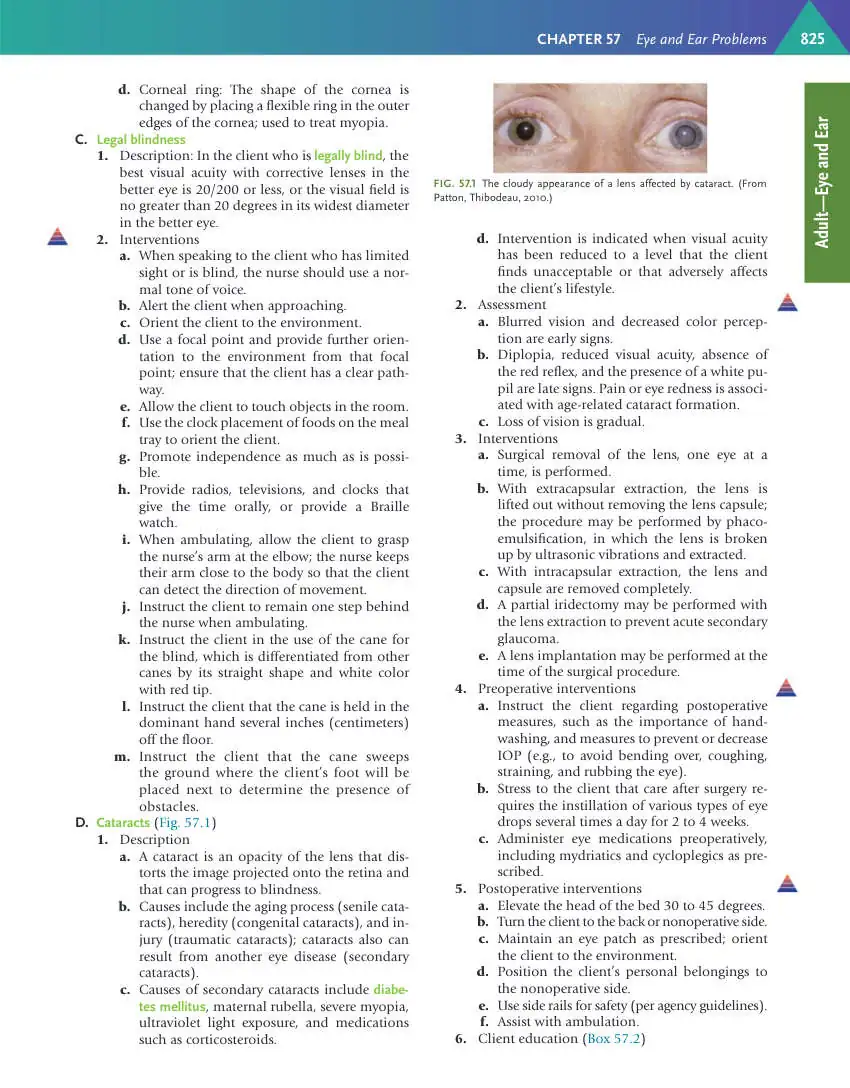 CHAPTER 57 Eye and Ear Problems 825
d. Corneal ring: The shape of the cornea is
changed by placing a flexible ring in the outer
edges of the cornea; used to treat myopia.
C. Legal blindness
1. Description: In the client who is legally blind, the
best visual acuity with corrective lenses in the
better eye is 20/200 or less, or the visual field is
no greater than 20 degrees in its widest diameter
in the better eye.
2. Interventions
a. When speaking to the client who has limited
sight or is blind, the nurse should use a nor-
mal tone of voice.
b. Alert the client when approaching.
c. Orient the client to the environment.
d. Use a focal point and provide further orien-
tation to the environment from that focal
point; ensure that the client has a clear path-
way.
e. Allow the client to touch objects in the room.
f. Use the clock placement of foods on the meal
tray to orient the client.
g. Promote independence as much as is possi-
ble.
h. Provide radios, televisions, and clocks that
give the time orally, or provide a Braille
watch.
i. When ambulating, allow the client to grasp
the nurse's arm at the elbow; the nurse keeps
their arm close to the body so that the client
can detect the direction of movement.
j. Instruct the client to remain one step behind
the nurse when ambulating.
k. Instruct the client in the use of the cane for
the blind, which is differentiated from other
canes by its straight shape and white color
with red tip.
l. Instruct the client that the cane is held in the
dominant hand several inches (centimeters)
off the floor.
m. Instruct the client that the cane sweeps
the ground where the client's foot will be
placed next to determine the presence of
obstacles.
D. Cataracts (Fig. 57.1)
1. Description
a. A cataract is an opacity of the lens that dis-
torts the image projected onto the retina and
that can progress to blindness.
b. Causes include the aging process (senile cata-
racts), heredity (congenital cataracts), and in-
jury (traumatic cataracts); cataracts also can
result from another eye disease (secondary
cataracts).
c. Causes of secondary cataracts include diabe-
tes mellitus, maternal rubella, severe myopia,
ultraviolet light exposure, and medications
such as corticosteroids.
FIG. 57.1 The cloudy appearance of a lens affected by cataract. (From
Patton, Thibodeau, 2010.)
d. Intervention is indicated when visual acuity
has been reduced to a level that the client
finds unacceptable or that adversely affects
the client's lifestyle.
2. Assessment
a. Blurred vision and decreased color percep-
tion are early signs.
b. Diplopia, reduced visual acuity, absence of
the red reflex, and the presence of a white pu-
pil are late signs. Pain or eye redness is associ-
ated with age-related cataract formation.
c. Loss of vision is gradual.
3. Interventions
a. Surgical removal of the lens, one eye at a
time, is performed.
b. With extracapsular extraction, the lens is
lifted out without removing the lens capsule;
the procedure may be performed by phaco-
emulsification, in which the lens is broken
up by ultrasonic vibrations and extracted.
c. With intracapsular extraction, the lens and
capsule are removed completely.
d. A partial iridectomy may be performed with
the lens extraction to prevent acute secondary
glaucoma.
e. A lens implantation may be performed at the
time of the surgical procedure.
4. Preoperative interventions
a. Instruct the client regarding postoperative
measures, such as the importance of hand-
washing, and measures to prevent or decrease
IOP (e.g., to avoid bending over, coughing,
straining, and rubbing the eye).
b. Stress to the client that care after surgery re-
quires the instillation of various types of eye
drops several times a day for 2 to 4 weeks.
c. Administer eye medications preoperatively,
including mydriatics and cycloplegics as pre-
scribed.
5. Postoperative interventions
a. Elevate the head of the bed 30 to 45 degrees.
b. Turn the client to the back or nonoperative side.
c. Maintain an eye patch as prescribed; orient
the client to the environment.
d. Position the client's personal belongings to
the nonoperative side.
e. Use side rails for safety (per agency guidelines).
f. Assist with ambulation.
6. Client education (Box 57.2)
Adult—Eye and Ear